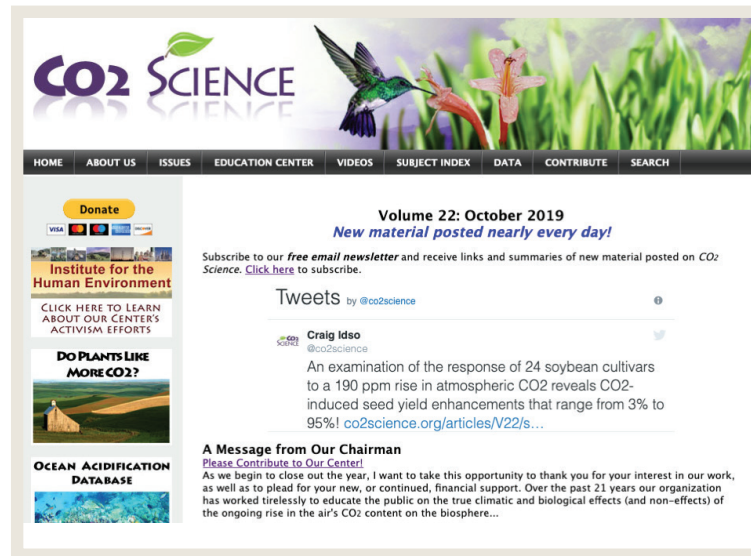 CO2 SCIENCE
HOME ABOUT US ISSUES EDUCATION CENTER VIDEOS SUBJECT INDEX DATA CONTRIBUTE SEARCH
Donate
VISA
DISCOVER
Institute for the
Human Environment
CLICK HERE TO LEARN
ABOUT OUR CENTER'S
ACTIVISM EFFORTS
DO PLANTS LIKE
MORE CO2?
OCEAN ACIDIFICATION
DATABASE
Volume 22: October 2019
New material posted nearly every day!
Subscribe to our free email newsletter and receive links and summaries of new material posted on CO2
Science. Click here to subscribe.
Tweets by @co2science
CO2
SCIENCE
Craig Idso
@co2science
An examination of the response of 24 soybean cultivars
to a 190 ppm rise in atmospheric CO2 reveals CO2-
induced seed yield enhancements that range from 3% to
95%! co2science.org/articles/V22/s…
A Message from Our Chairman
Please Contribute to Our Center!
As we begin to close out the year, I want to take this opportunity to thank you for your interest in our work,
as well as to plead for your new, or continued, financial support. Over the past 21 years our organization
has worked tirelessly to educate the public on the true climatic and biological effects (and non-effects) of
the ongoing rise in the air's CO2 content on the biosphere...